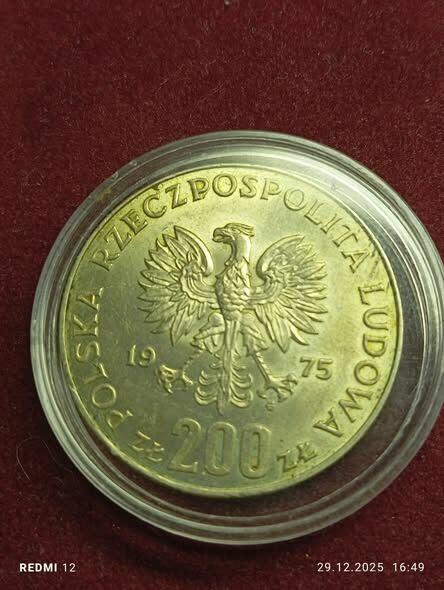 POLSKA RZECZPOSPOLITA LUDOWA
19 75
ZŁ 200 ZŁ
REDMI 12
29.12.2025 16:49